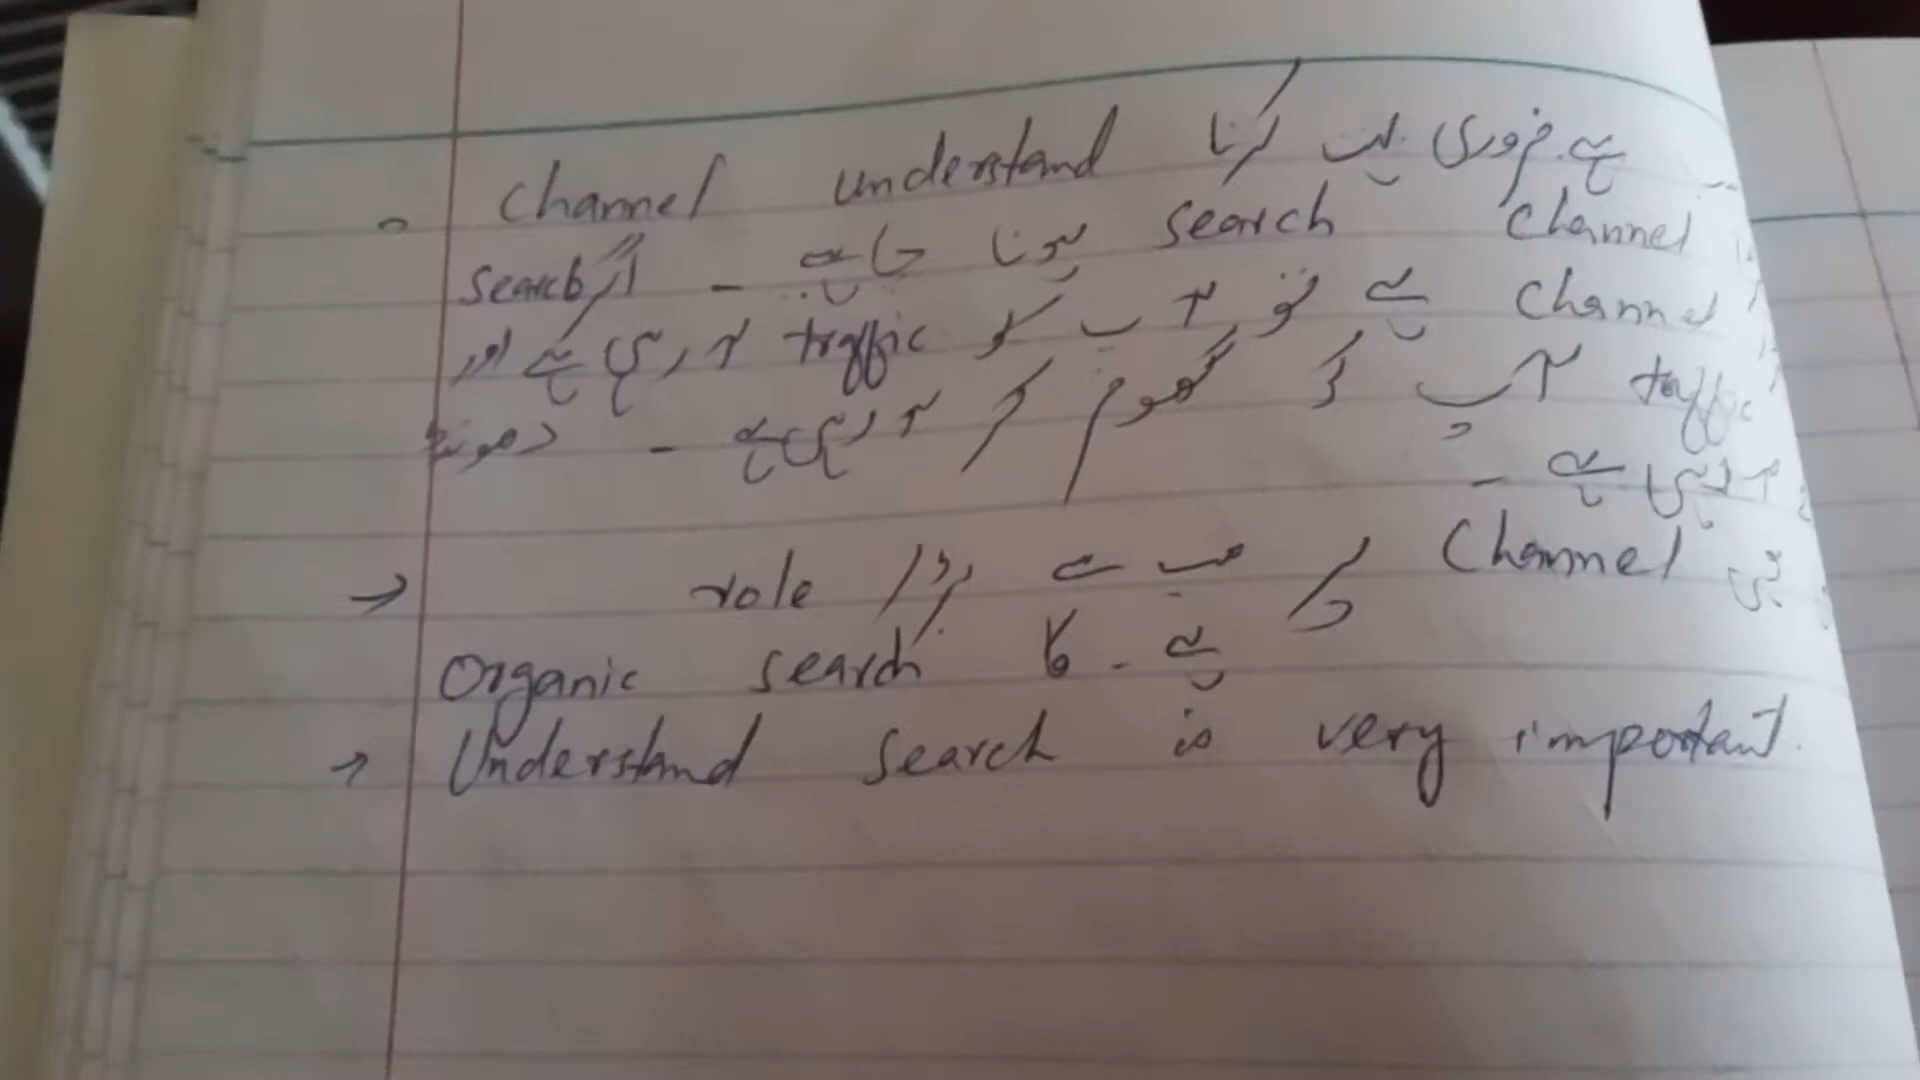 Channel understand کرنا بہت ضروری ہے
search channel ہونا چاہیے - اگر search
channel ہے تو آپ کو traffic آ رہی ہے اور
traffic آپ کو گھوم کر آ رہی ہے -
آ رہی ہے -
Channel کر سب سے بڑا role
ہے - کا Organic search
→ Understand search is very important.